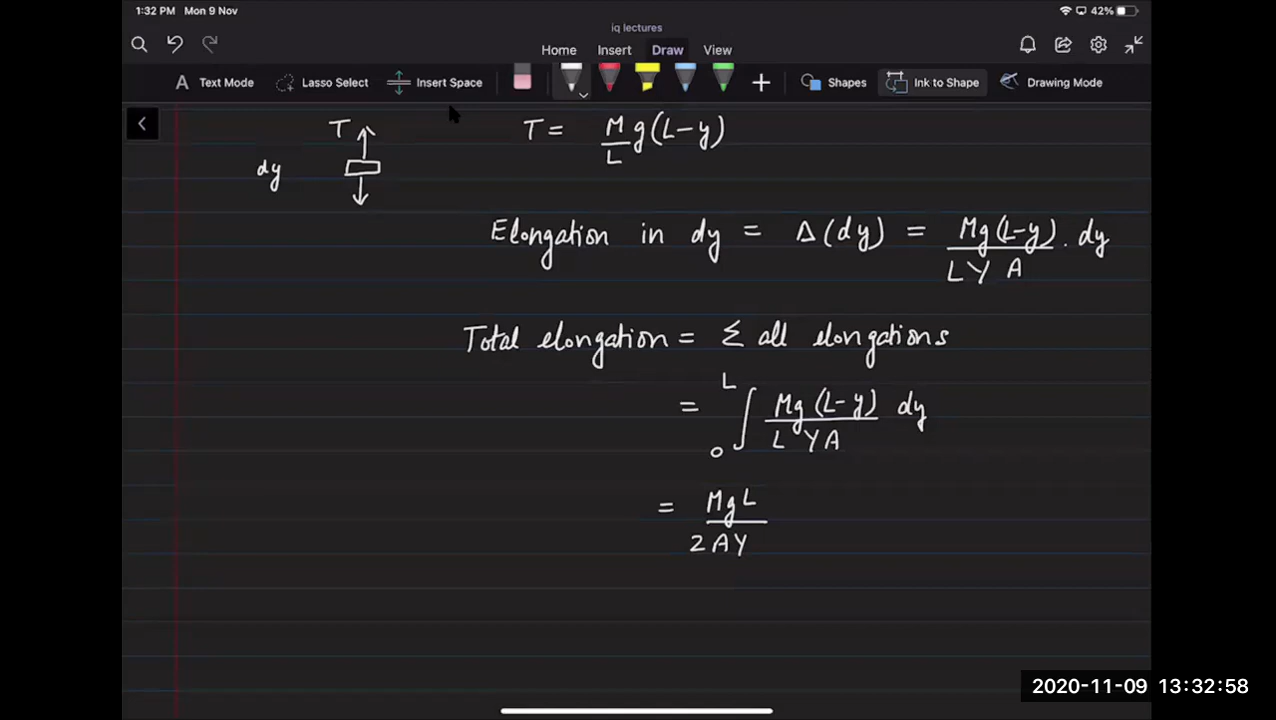 1:32 PM Mon 9 Nov 42%
iq lectures
Home Insert Draw View
A Text Mode Lasso Select Insert Space + Shapes Ink to Shape Drawing Mode
T T = M/L g(L-y)
dy
Elongation in dy = Δ(dy) = Mg(L-y)/LYA . dy
Total elongation = Σ all elongations
= ₀∫ᴸ Mg(L-y)/LYA dy
= MgL/2AY
2020-11-09 13:32:58